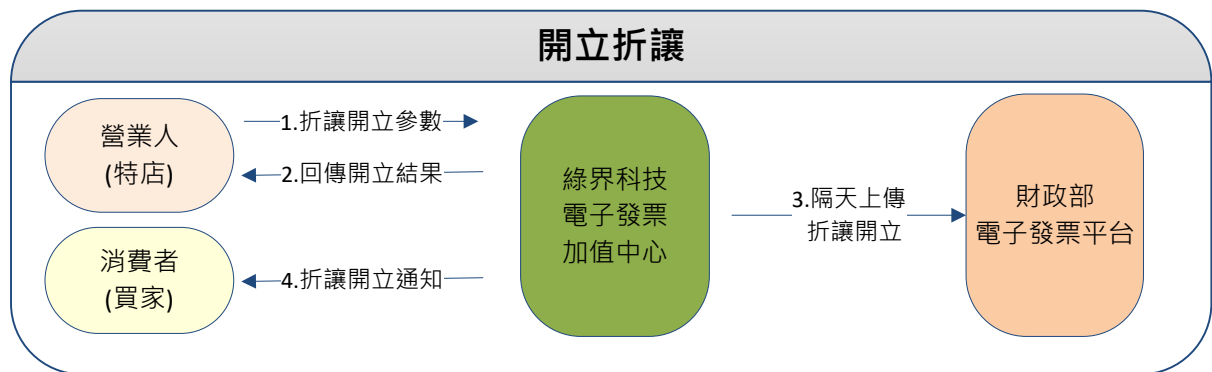 開立折讓
營業人
(特店)
1.折讓開立參數
2.回傳開立結果
消費者
(買家)
4.折讓開立通知
綠界科技
電子發票
加值中心
3.隔天上傳
折讓開立
財政部
電子發票平台